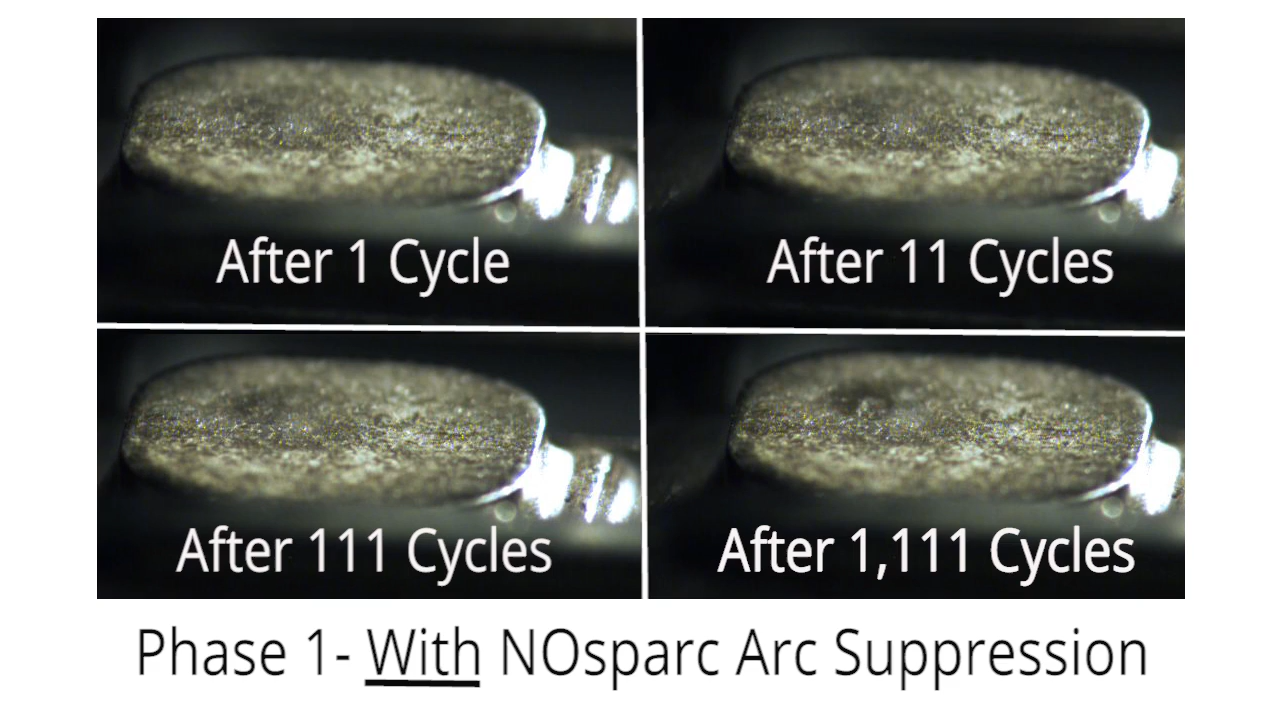 After 1 Cycle
After 11 Cycles
After 111 Cycles
After 1,111 Cycles
Phase 1- With NOsparc Arc Suppression